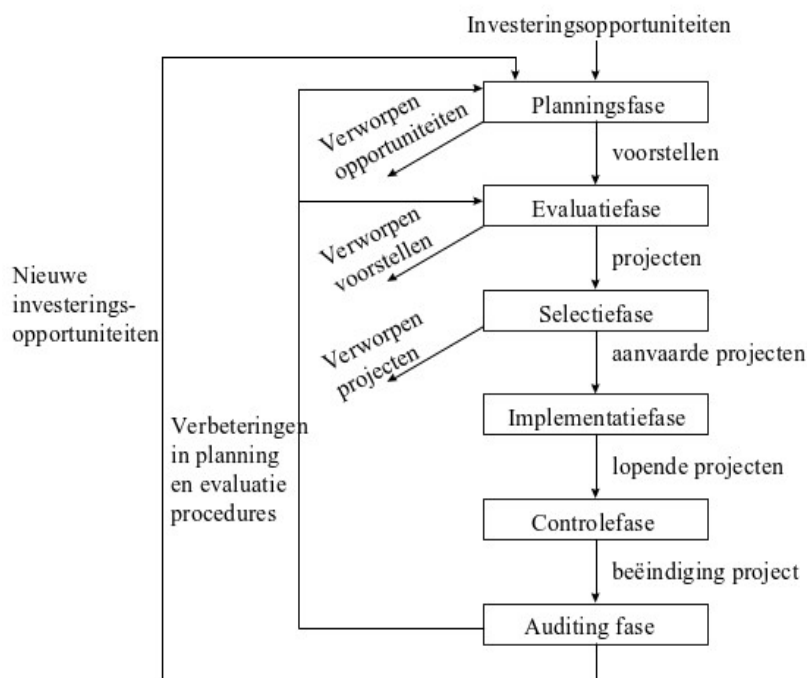 Investeringsopportuniteiten
Planningsfase
Verworpen
opportuniteiten
voorstellen
Evaluatiefase
Verworpen
voorstellen
projecten
Nieuwe
investerings-
opportuniteiten
Selectiefase
Verworpen
projecten
aanvaarde projecten
Implementatiefase
Verbeteringen
in planning
en evaluatie
procedures
lopende projecten
Controlefase
beëindiging project
Auditing fase